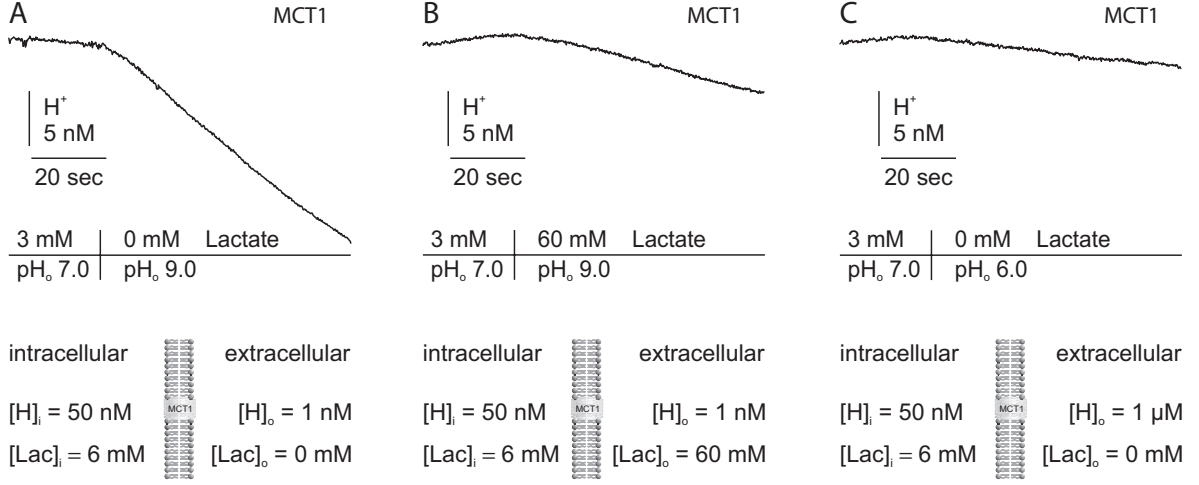 A MCT1
H⁺
5 nM
20 sec
3 mM 0 mM Lactate
pHₒ 7.0 pHₒ 9.0
intracellular extracellular
MCT1
[H]ᵢ = 50 nM [H]ₒ = 1 nM
[Lac]ᵢ = 6 mM [Lac]ₒ = 0 mM
B MCT1
H⁺
5 nM
20 sec
3 mM 60 mM Lactate
pHₒ 7.0 pHₒ 9.0
intracellular extracellular
MCT1
[H]ᵢ = 50 nM [H]ₒ = 1 nM
[Lac]ᵢ = 6 mM [Lac]ₒ = 60 mM
C MCT1
H⁺
5 nM
20 sec
3 mM 0 mM Lactate
pHₒ 7.0 pHₒ 6.0
intracellular extracellular
MCT1
[H]ᵢ = 50 nM [H]ₒ = 1 µM
[Lac]ᵢ = 6 mM [Lac]ₒ = 0 mM